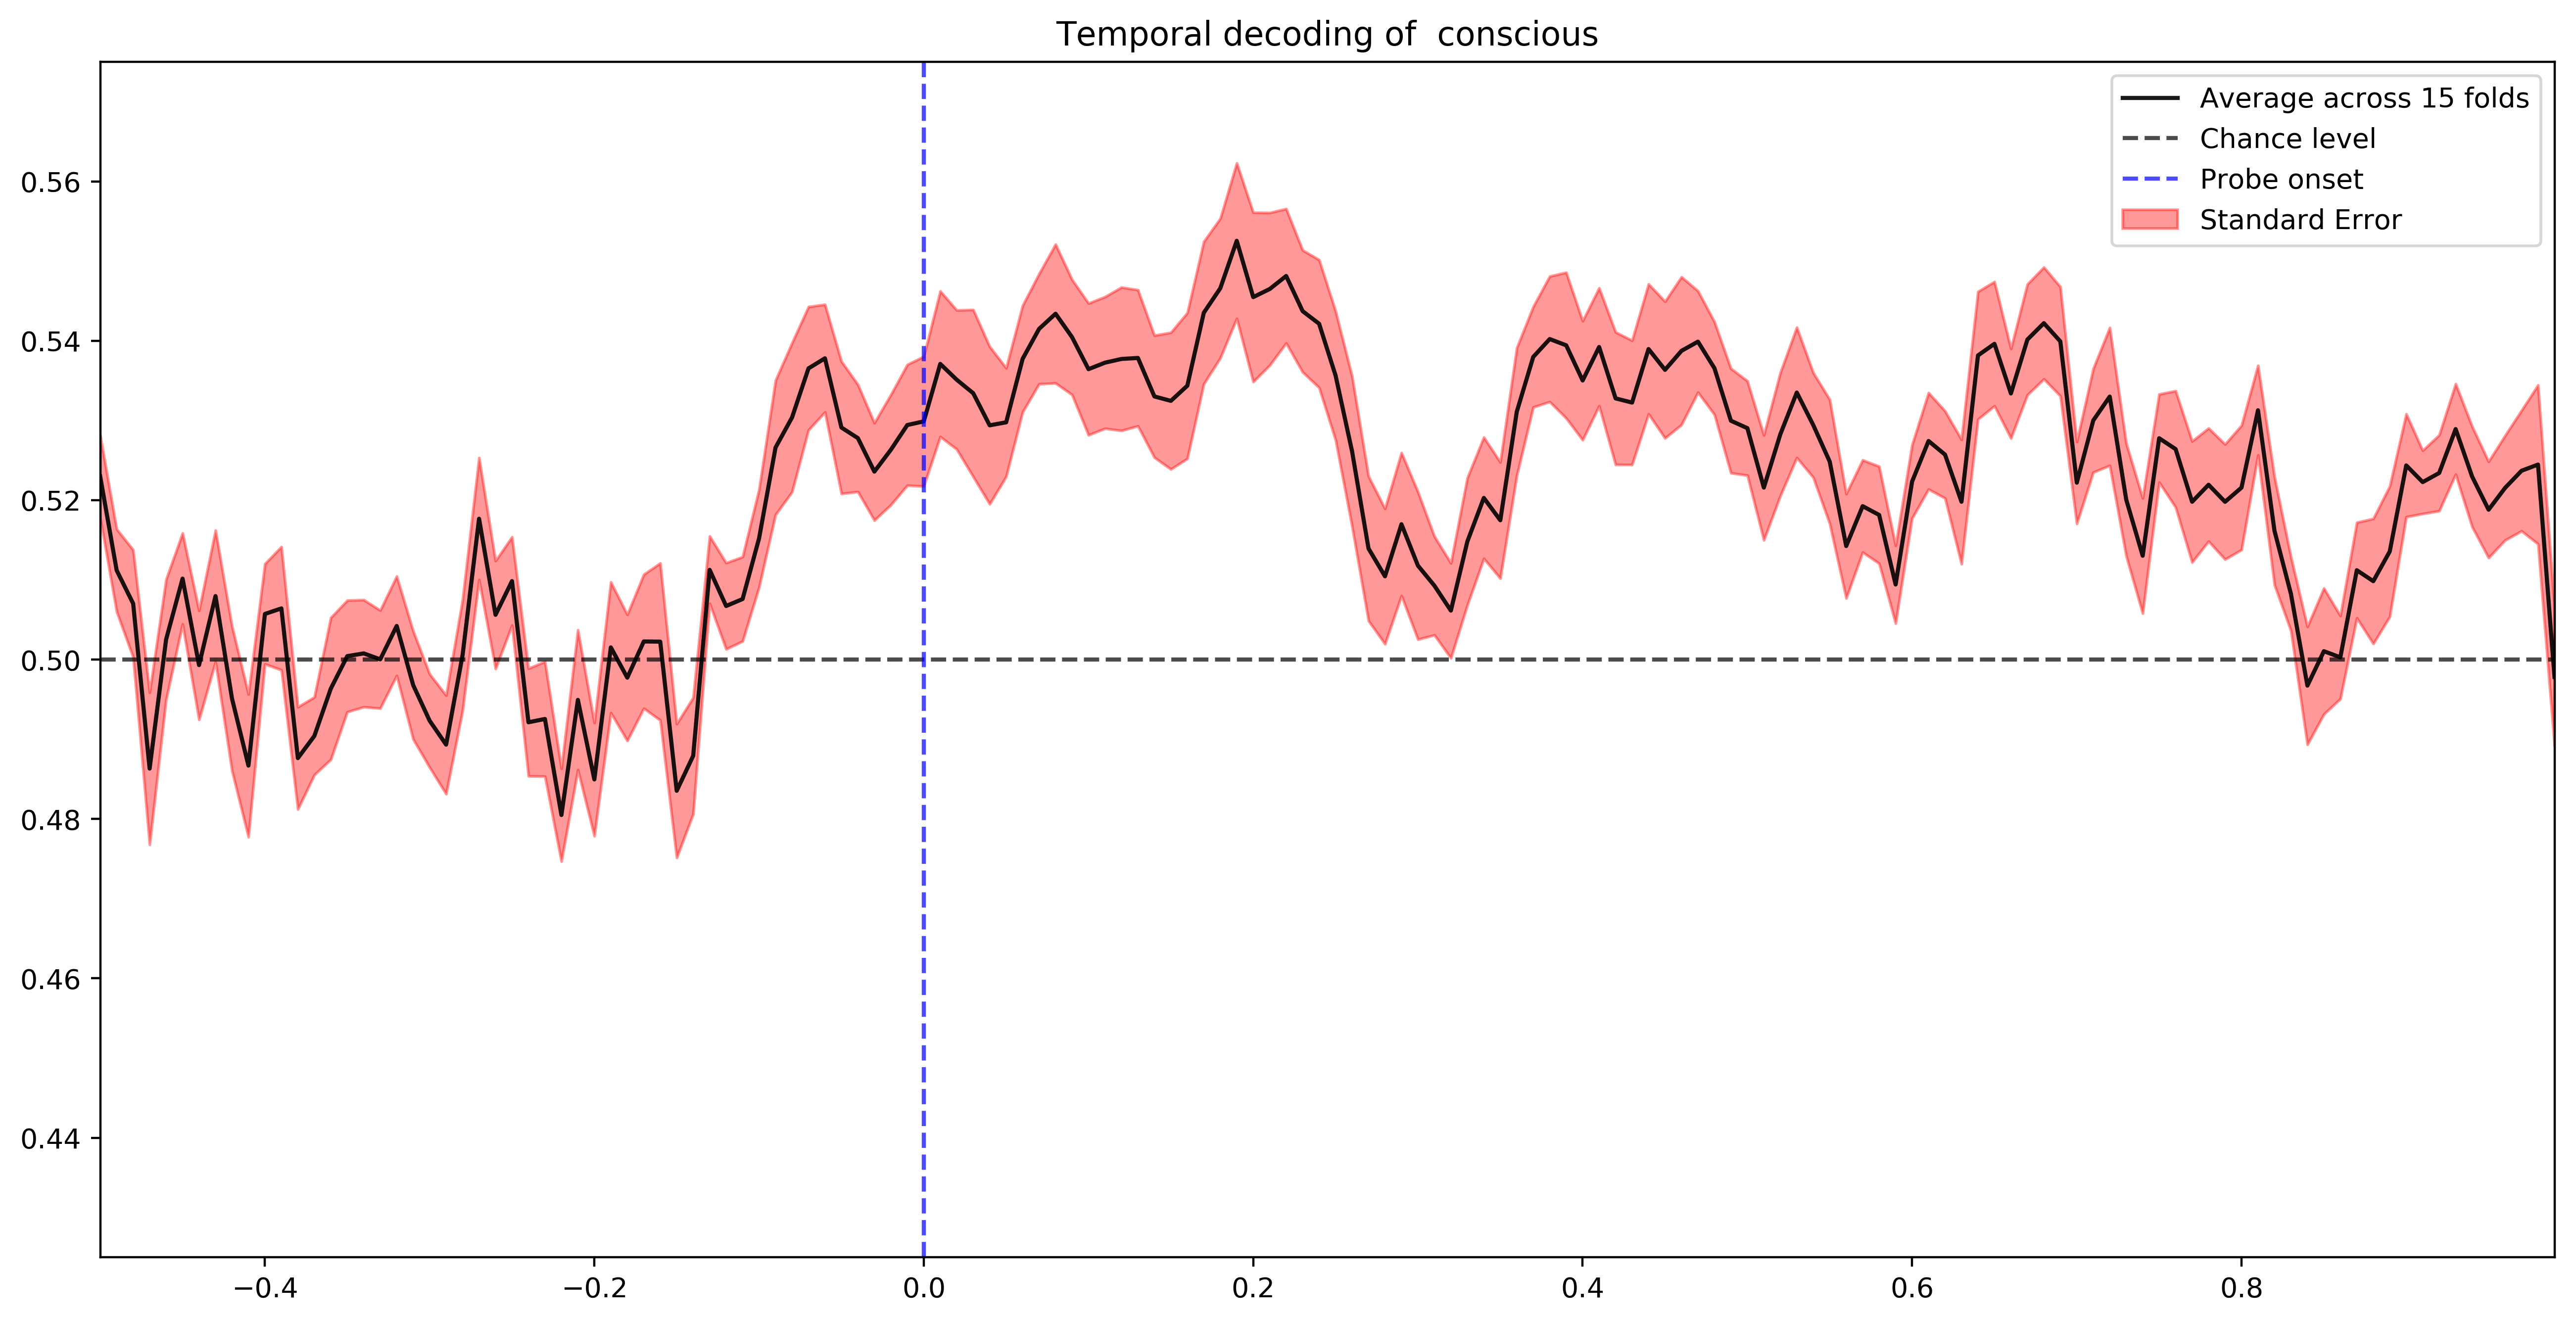 Temporal decoding of  conscious
Average across 15 folds
Chance level
Probe onset
Standard Error
0.56
0.54
0.52
0.50
0.48
0.46
0.44
−0.4
−0.2
0.0
0.2
0.4
0.6
0.8